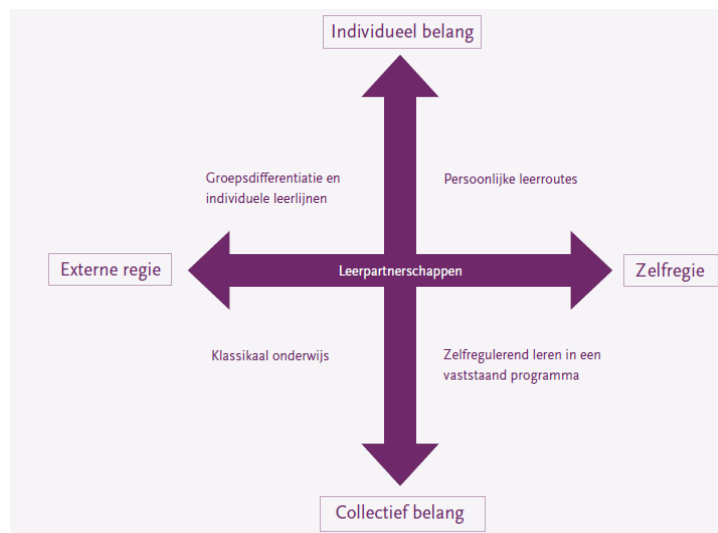 Individueel belang
Groepsdifferentiatie en
individuele leerlijnen
Persoonlijke leerroutes
Externe regie
Leerpartnerschappen
Zelfregie
Klassikaal onderwijs
Zelfregulerend leren in een
vaststaand programma
Collectief belang